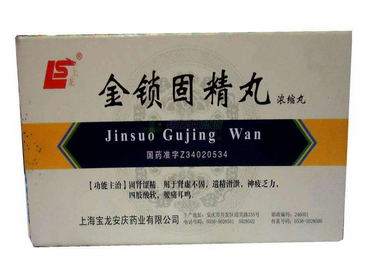 上龙
金锁固精丸 浓缩丸
Jinsuo Gujing Wan
国药准字Z34020534
【功能主治】固肾涩精。用于肾虚不固，遗精滑泄，神疲乏力，
四肢酸软，腰痛耳鸣。
上海宝龙安庆药业有限公司